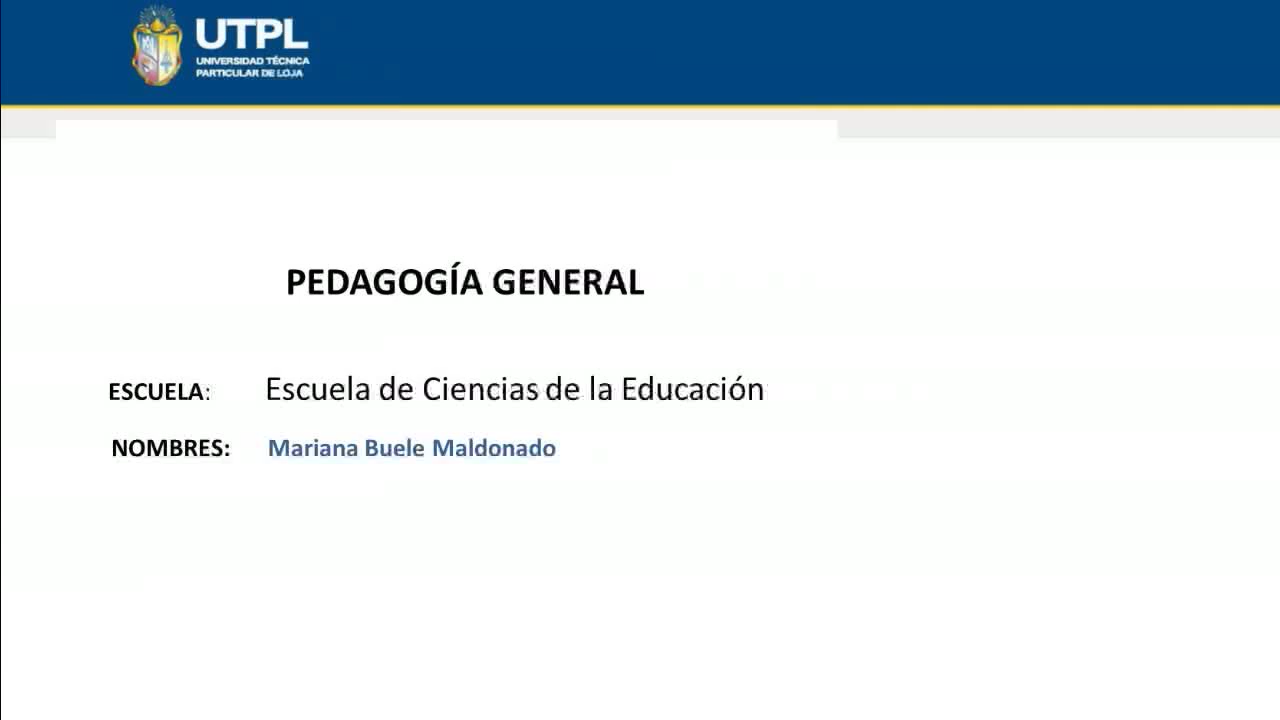 UTPL
UNIVERSIDAD TÉCNICA
PARTICULAR DE LOJA
PEDAGOGÍA GENERAL
ESCUELA: Escuela de Ciencias de la Educación
NOMBRES: Mariana Buele Maldonado